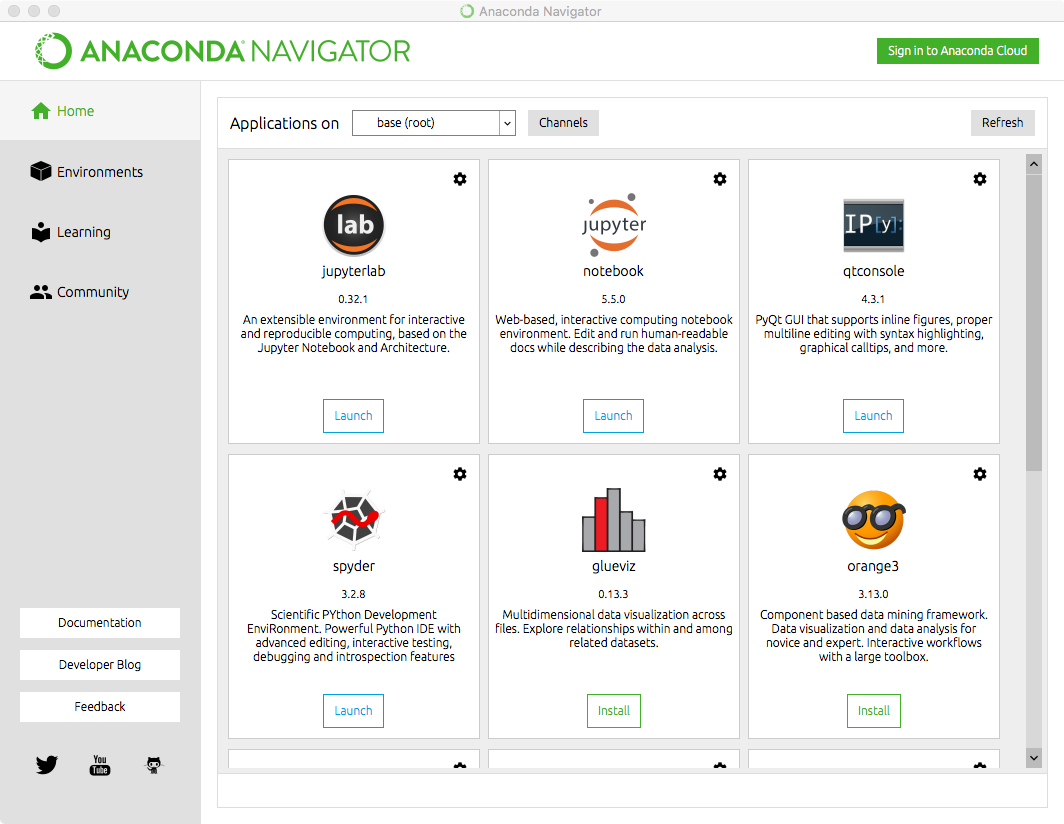 Anaconda Navigator
ANACONDA NAVIGATOR
Sign in to Anaconda Cloud
Home
Environments
Learning
Community
Documentation
Developer Blog
Feedback
You
Tube
Applications on
base (root)
Channels
Refresh
lab
jupyterlab
0.32.1
An extensible environment for interactive
and reproducible computing, based on the
Jupyter Notebook and Architecture.
Launch
jupyter
notebook
5.5.0
Web-based, interactive computing notebook
environment. Edit and run human-readable
docs while describing the data analysis.
Launch
IP[y]:
qtconsole
4.3.1
PyQt GUI that supports inline figures, proper
multiline editing with syntax highlighting,
graphical calltips, and more.
Launch
spyder
3.2.8
Scientific PYthon Development
EnviRonment. Powerful Python IDE with
advanced editing, interactive testing,
debugging and introspection features
Launch
glueviz
0.13.3
Multidimensional data visualization across
files. Explore relationships within and among
related datasets.
Install
orange3
3.13.0
Component based data mining framework.
Data visualization and data analysis for
novice and expert. Interactive workflows
with a large toolbox.
Install